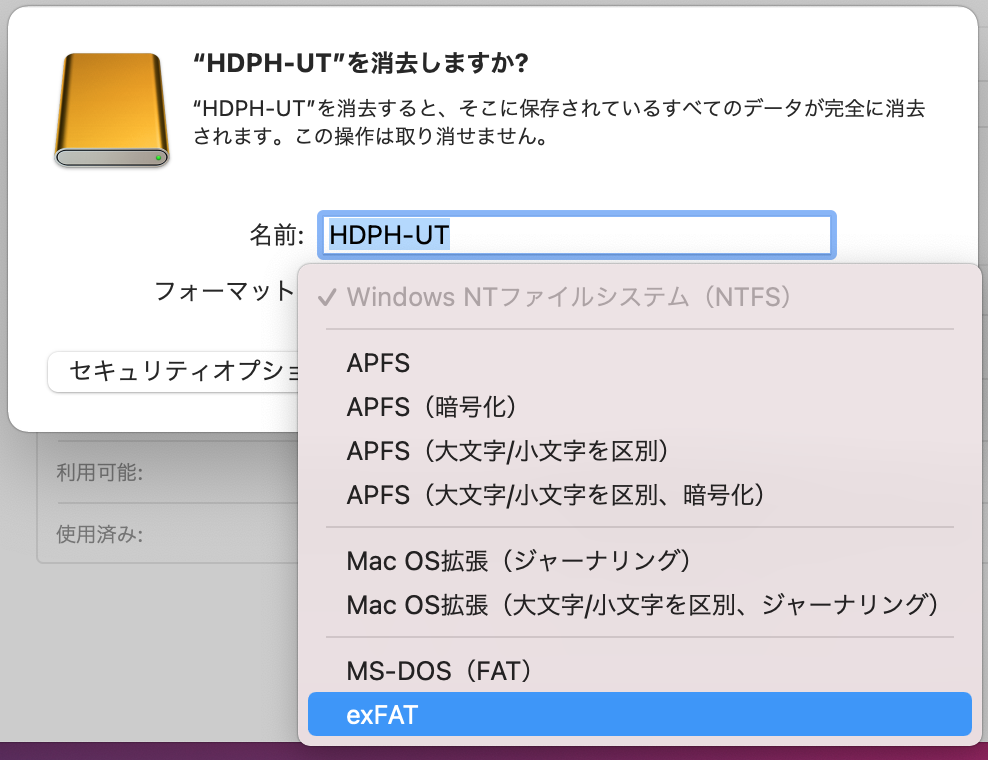 “HDPH-UT”を消去しますか?
“HDPH-UT”を消去すると、そこに保存されているすべてのデータが完全に消去
されます。この操作は取り消せません。
名前: HDPH-UT
フォーマット
✓ Windows NTファイルシステム（NTFS）
APFS
セキュリティオプショ
APFS（暗号化）
APFS（大文字/小文字を区別）
APFS（大文字/小文字を区別、暗号化）
利用可能:
使用済み:
Mac OS拡張（ジャーナリング）
Mac OS拡張（大文字/小文字を区別、ジャーナリング）
MS-DOS（FAT）
exFAT